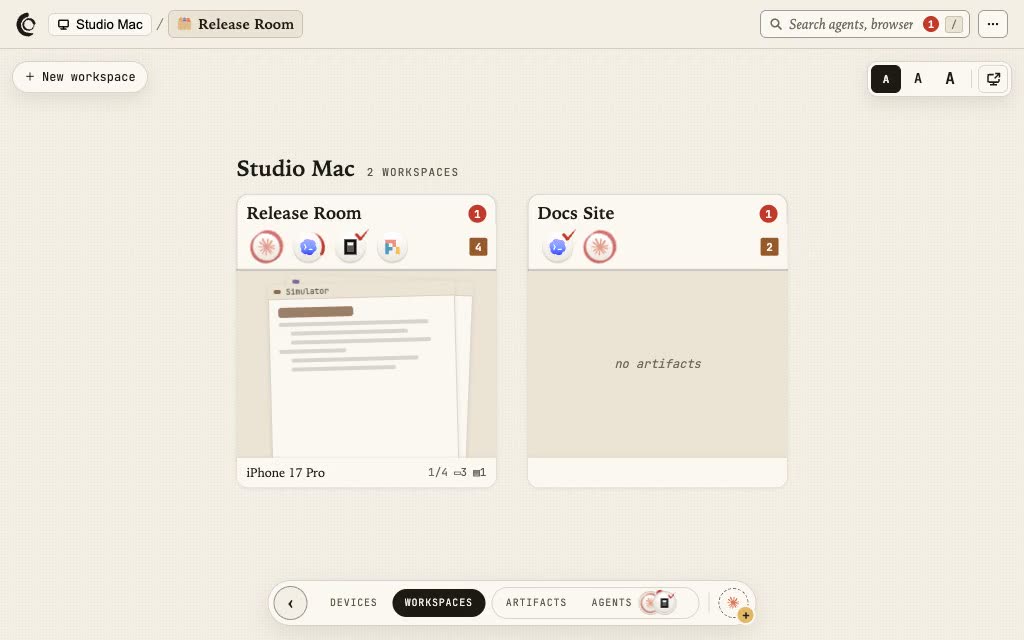 Studio Mac / Release Room
Search agents, browser 1 /
+ New workspace
A A A
Studio Mac 2 WORKSPACES
Release Room 1
4
Simulator
iPhone 17 Pro 1/4 3 1
Docs Site 1
2
no artifacts
DEVICES WORKSPACES ARTIFACTS AGENTS